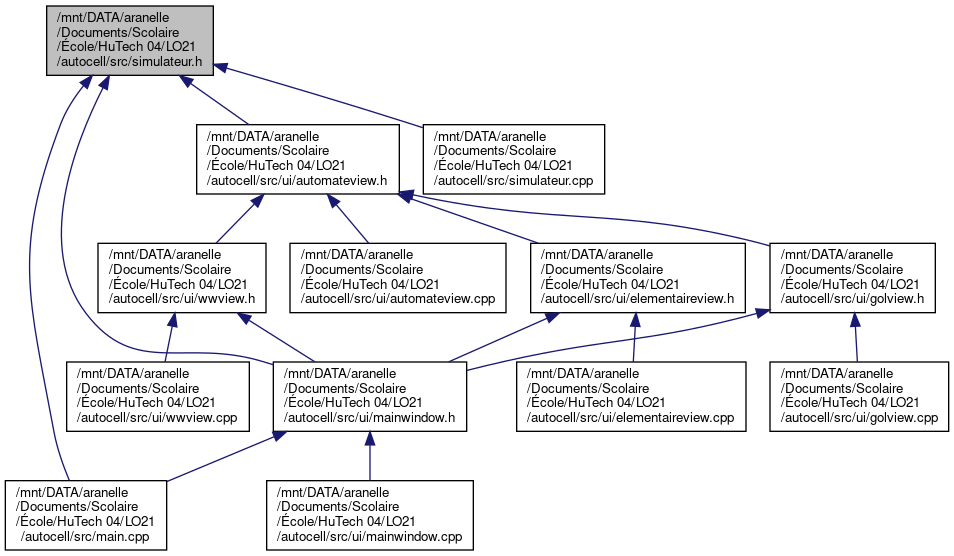 /mnt/DATA/aranelle
/Documents/Scolaire
/École/HuTech 04/LO21
/autocell/src/simulateur.h
/mnt/DATA/aranelle
/Documents/Scolaire
/École/HuTech 04/LO21
/autocell/src/ui/automateview.h
/mnt/DATA/aranelle
/Documents/Scolaire
/École/HuTech 04/LO21
/autocell/src/simulateur.cpp
/mnt/DATA/aranelle
/Documents/Scolaire
/École/HuTech 04/LO21
/autocell/src/ui/wwview.h
/mnt/DATA/aranelle
/Documents/Scolaire
/École/HuTech 04/LO21
/autocell/src/ui/automateview.cpp
/mnt/DATA/aranelle
/Documents/Scolaire
/École/HuTech 04/LO21
/autocell/src/ui/elementaireview.h
/mnt/DATA/aranelle
/Documents/Scolaire
/École/HuTech 04/LO21
/autocell/src/ui/golview.h
/mnt/DATA/aranelle
/Documents/Scolaire
/École/HuTech 04/LO21
/autocell/src/ui/wwview.cpp
/mnt/DATA/aranelle
/Documents/Scolaire
/École/HuTech 04/LO21
/autocell/src/ui/mainwindow.h
/mnt/DATA/aranelle
/Documents/Scolaire
/École/HuTech 04/LO21
/autocell/src/ui/elementaireview.cpp
/mnt/DATA/aranelle
/Documents/Scolaire
/École/HuTech 04/LO21
/autocell/src/ui/golview.cpp
/mnt/DATA/aranelle
/Documents/Scolaire
/École/HuTech 04/LO21
/autocell/src/main.cpp
/mnt/DATA/aranelle
/Documents/Scolaire
/École/HuTech 04/LO21
/autocell/src/ui/mainwindow.cpp